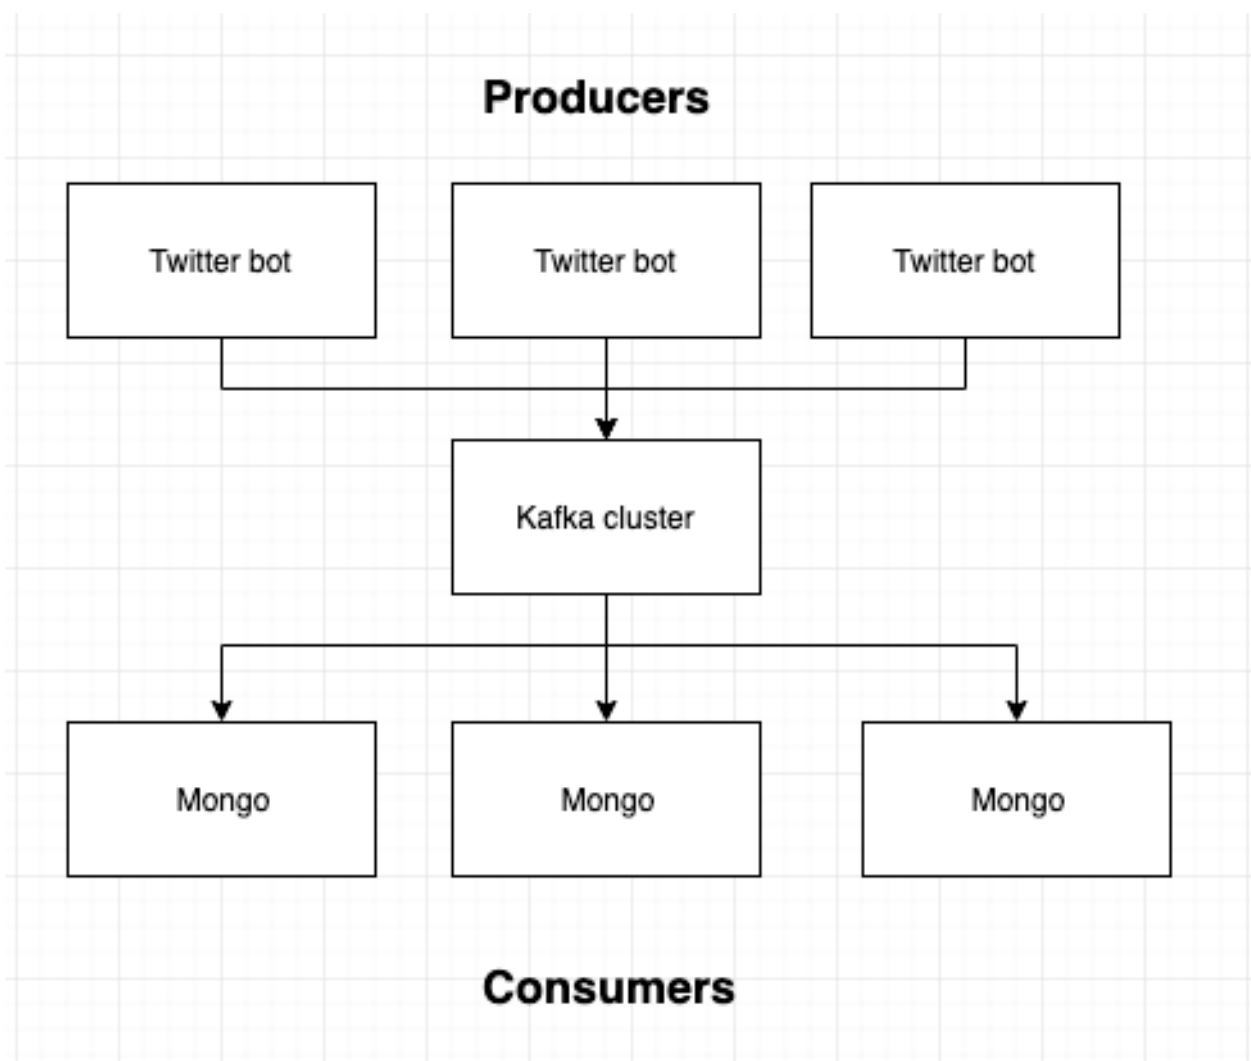 Producers
Twitter bot
Twitter bot
Twitter bot
Kafka cluster
Mongo
Mongo
Mongo
Consumers